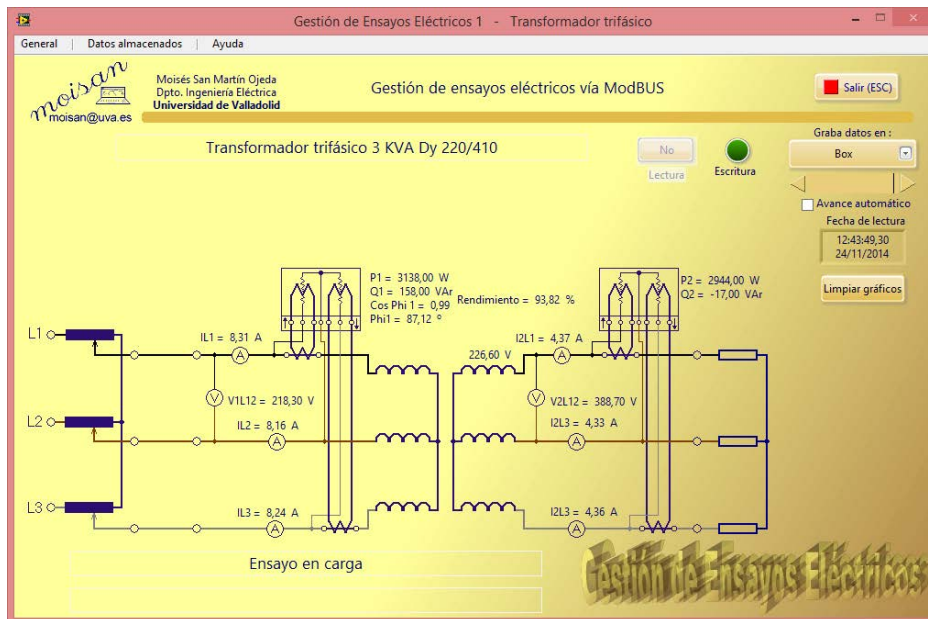 Gestión de Ensayos Eléctricos 1 - Transformador trifásico
General | Datos almacenados | Ayuda
moisan
moisan@uva.es
Moisés San Martín Ojeda
Dpto. Ingeniería Eléctrica
Universidad de Valladolid
Gestión de ensayos eléctricos vía ModBUS
Salir (ESC)
Transformador trifásico 3 KVA Dy 220/410
No
Lectura
Escritura
Graba datos en :
Box
Avance automático
Fecha de lectura
12:43:49,30
24/11/2014
Limpiar gráficos
P1 = 3138,00 W
Q1 = 158,00 VAr
Cos Phi 1 = 0,99
Phi1 = 87,12 º
Rendimiento = 93,82 %
P2 = 2944,00 W
Q2 = -17,00 VAr
L1
IL1 = 8,31 A
A
226,60 V
I2L1 = 4,37 A
A
V
V1L12 = 218,30 V
V
V2L12 = 388,70 V
L2
IL2 = 8,16 A
A
I2L3 = 4,33 A
A
L3
IL3 = 8,24 A
A
I2L3 = 4,36 A
A
Ensayo en carga
Gestión de Ensayos Eléctricos